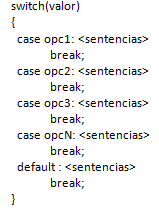 switch(valor)
{
case opc1: <sentencias>
break;
case opc2: <sentencias>
break;
case opc3: <sentencias>
break;
case opcN: <sentencias>
break;
default : <sentencias>
break;
}